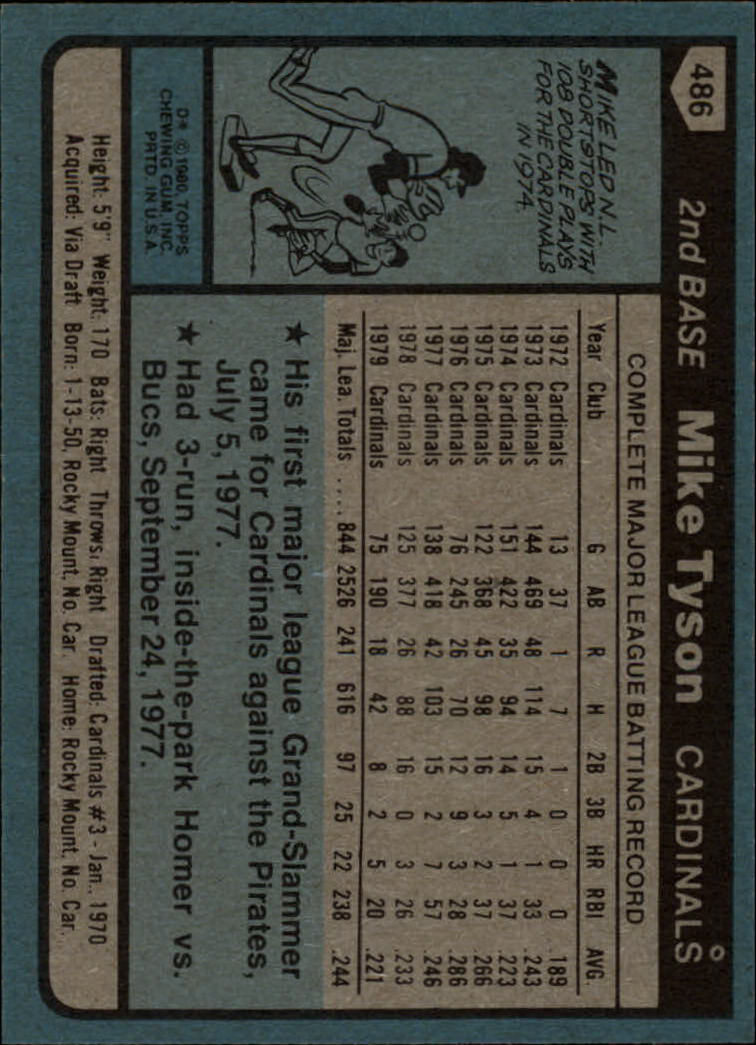 486
2nd BASE Mike Tyson CARDINALS
MIKE LED N.L.
SHORTSTOPS WITH
108 DOUBLE PLAYS
FOR THE CARDINALS
IN 1974.
D* © 1980, TOPPS
CHEWING GUM, INC.
PRTD. IN U.S.A.
COMPLETE MAJOR LEAGUE BATTING RECORD
Year Club G AB R H 2B 3B HR RBI AVG.
1972 Cardinals 13 37 1 7 1 0 0 0 .189
1973 Cardinals 144 469 48 114 15 4 1 33 .243
1974 Cardinals 151 422 35 94 14 5 1 37 .223
1975 Cardinals 122 368 45 98 16 3 2 37 .266
1976 Cardinals 76 245 26 70 12 9 3 28 .286
1977 Cardinals 138 418 42 103 15 2 7 57 .246
1978 Cardinals 125 377 26 88 16 0 3 26 .233
1979 Cardinals 75 190 18 42 8 2 5 20 .221
Maj. Lea. Totals .... 844 2526 241 616 97 25 22 238 .244
★ His first major league Grand-Slammer
came for Cardinals against the Pirates,
July 5, 1977.
★ Had 3-run, inside-the-park Homer vs.
Bucs, September 24, 1977.
Height: 5'9" Weight: 170 Bats: Right Throws: Right Drafted: Cardinals #3 - Jan., 1970
Acquired: Via Draft Born: 1-13-50, Rocky Mount, No. Car. Home: Rocky Mount, No. Car.